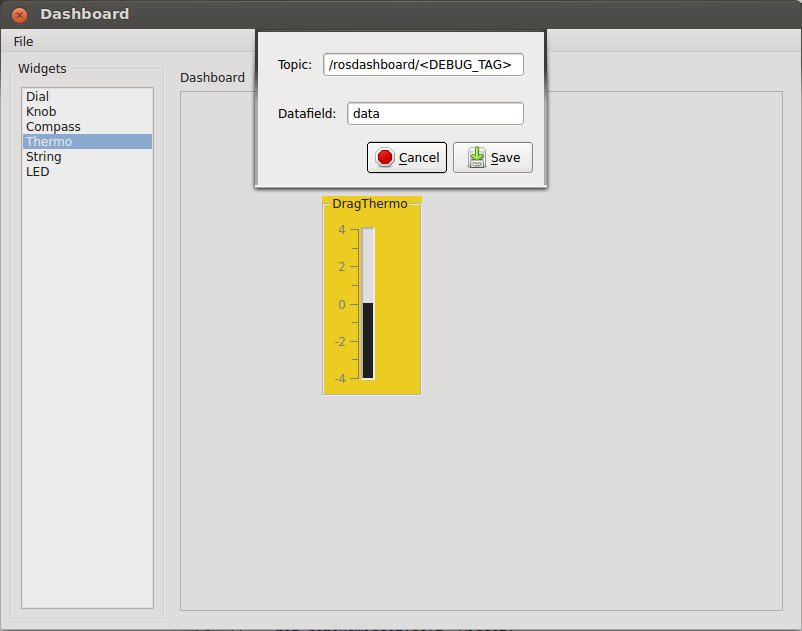 Dashboard
File
Widgets
Dial
Knob
Compass
Thermo
String
LED
Dashboard
Topic: /rosdashboard/<DEBUG_TAG>
Datafield: data
Cancel Save
DragThermo
4
2
0
-2
-4